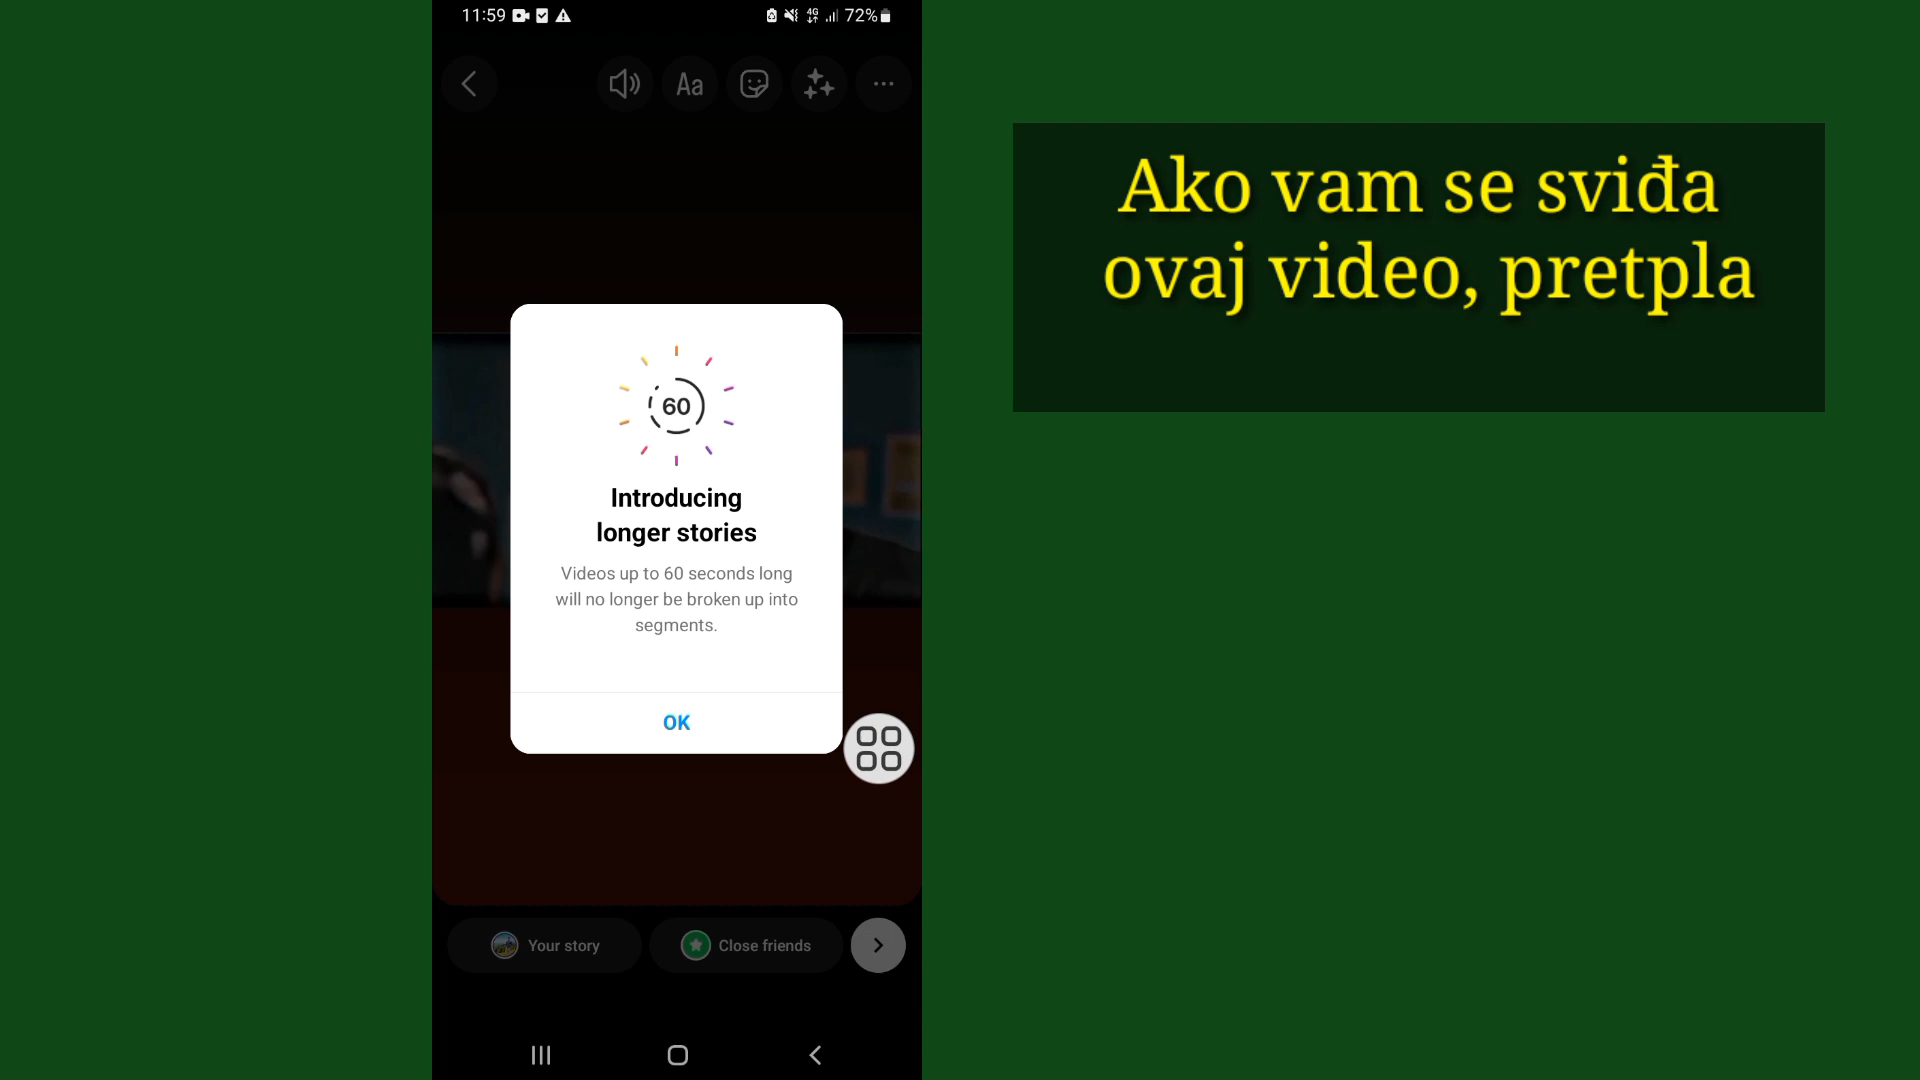 11:59
4G
72%
Aa
60
Introducing
longer stories
Videos up to 60 seconds long
will no longer be broken up into
segments.
OK
Your story
Close friends
Ako vam se sviđa
ovaj video, pretpla